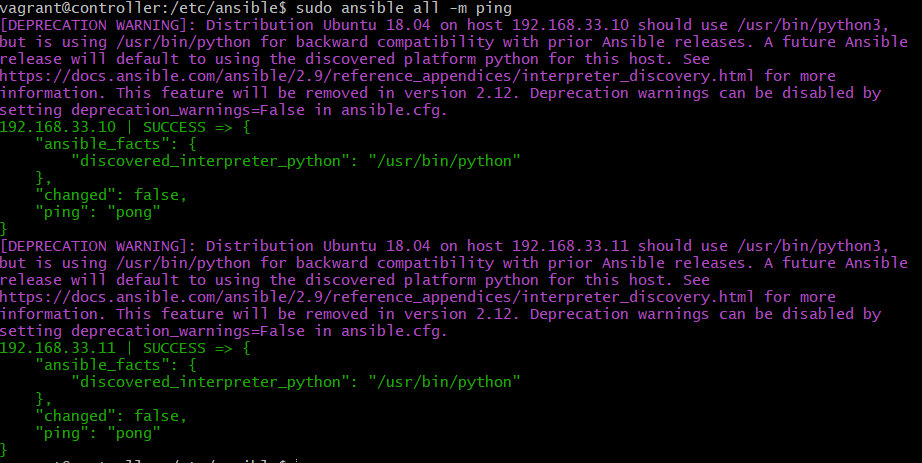 vagrant@controller:/etc/ansible$ sudo ansible all -m ping
[DEPRECATION WARNING]: Distribution Ubuntu 18.04 on host 192.168.33.10 should use /usr/bin/python3,
but is using /usr/bin/python for backward compatibility with prior Ansible releases. A future Ansible
release will default to using the discovered platform python for this host. See
https://docs.ansible.com/ansible/2.9/reference_appendices/interpreter_discovery.html for more
information. This feature will be removed in version 2.12. Deprecation warnings can be disabled by
setting deprecation_warnings=False in ansible.cfg.
192.168.33.10 | SUCCESS => {
    "ansible_facts": {
        "discovered_interpreter_python": "/usr/bin/python"
    },
    "changed": false,
    "ping": "pong"
}
[DEPRECATION WARNING]: Distribution Ubuntu 18.04 on host 192.168.33.11 should use /usr/bin/python3,
but is using /usr/bin/python for backward compatibility with prior Ansible releases. A future Ansible
release will default to using the discovered platform python for this host. See
https://docs.ansible.com/ansible/2.9/reference_appendices/interpreter_discovery.html for more
information. This feature will be removed in version 2.12. Deprecation warnings can be disabled by
setting deprecation_warnings=False in ansible.cfg.
192.168.33.11 | SUCCESS => {
    "ansible_facts": {
        "discovered_interpreter_python": "/usr/bin/python"
    },
    "changed": false,
    "ping": "pong"
}